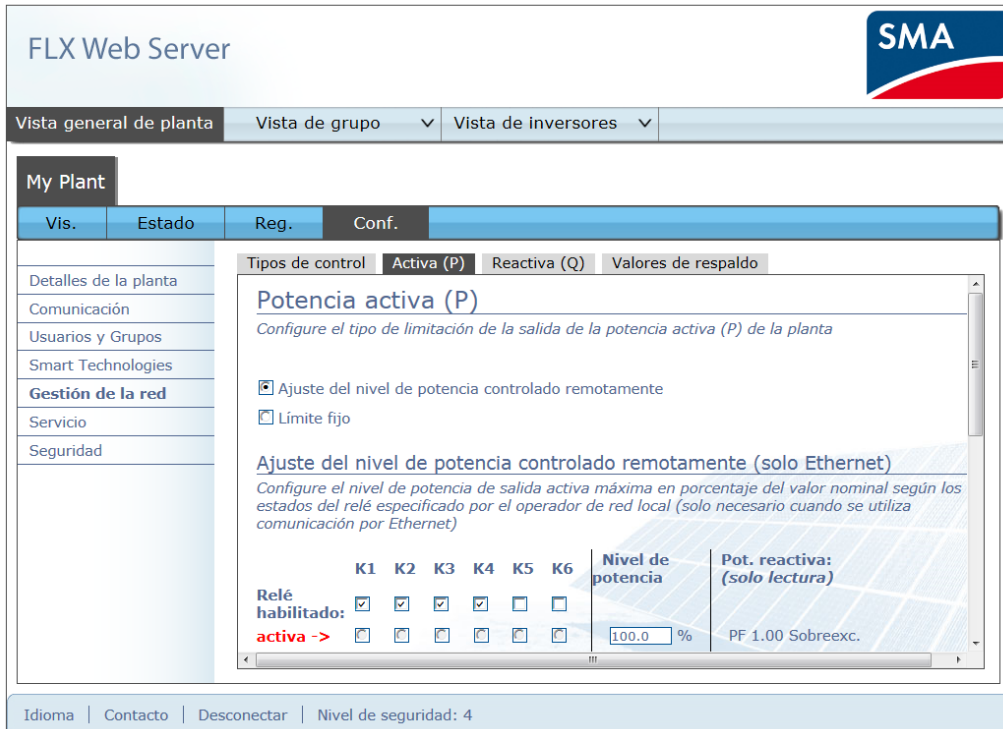 FLX Web Server
SMA
Vista general de planta Vista de grupo Vista de inversores
My Plant
Vis. Estado Reg. Conf.
Detalles de la planta
Comunicación
Usuarios y Grupos
Smart Technologies
Gestión de la red
Servicio
Seguridad
Tipos de control Activa (P) Reactiva (Q) Valores de respaldo
Potencia activa (P)
Configure el tipo de limitación de la salida de la potencia activa (P) de la planta
Ajuste del nivel de potencia controlado remotamente
Límite fijo
Ajuste del nivel de potencia controlado remotamente (solo Ethernet)
Configure el nivel de potencia de salida activa máxima en porcentaje del valor nominal según los
estados del relé especificado por el operador de red local (solo necesario cuando se utiliza
comunicación por Ethernet)
K1 K2 K3 K4 K5 K6
Nivel de
potencia
Pot. reactiva:
(solo lectura)
Relé
habilitado:
activa -> 100.0 % PF 1.00 Sobreexc.
Idioma | Contacto | Desconectar | Nivel de seguridad: 4